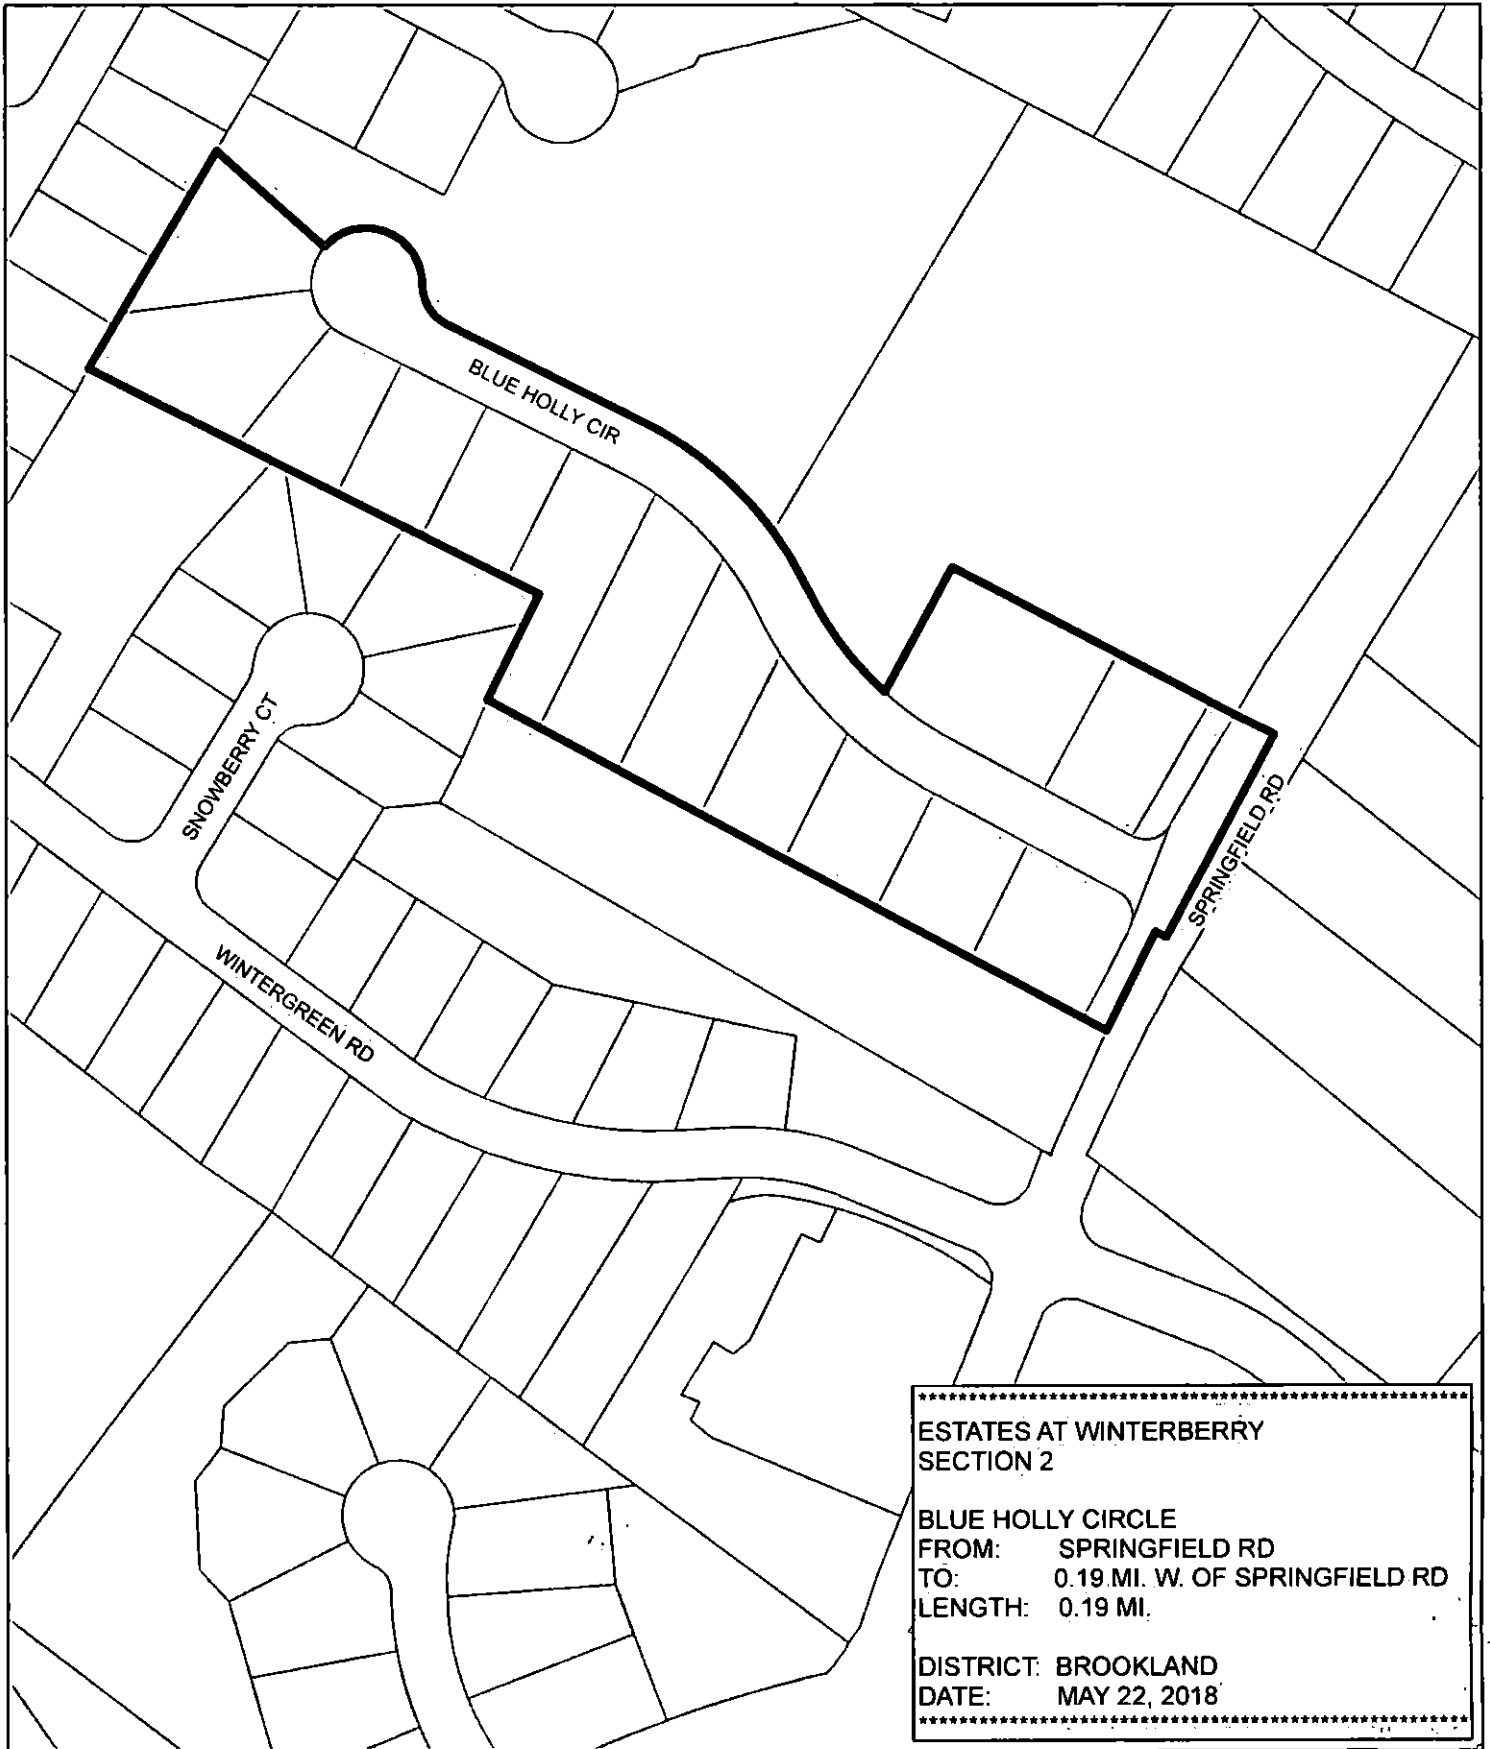 BLUE HOLLY CIR
SNOWBERRY CT
SPRINGFIELD RD
WINTERGREEN RD
************************************************************
ESTATES AT WINTERBERRY
SECTION 2
BLUE HOLLY CIRCLE
FROM: SPRINGFIELD RD
TO: 0.19 MI. W. OF SPRINGFIELD RD
LENGTH: 0.19 MI.
DISTRICT: BROOKLAND
DATE: MAY 22, 2018
************************************************************